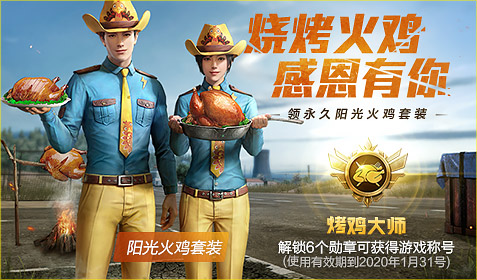 烧烤火鸡
感恩有你
领永久阳光火鸡套装
烤鸡大师
阳光火鸡套装
解锁6个勋章可获得游戏称号
(使用有效期到2020年1月31号)